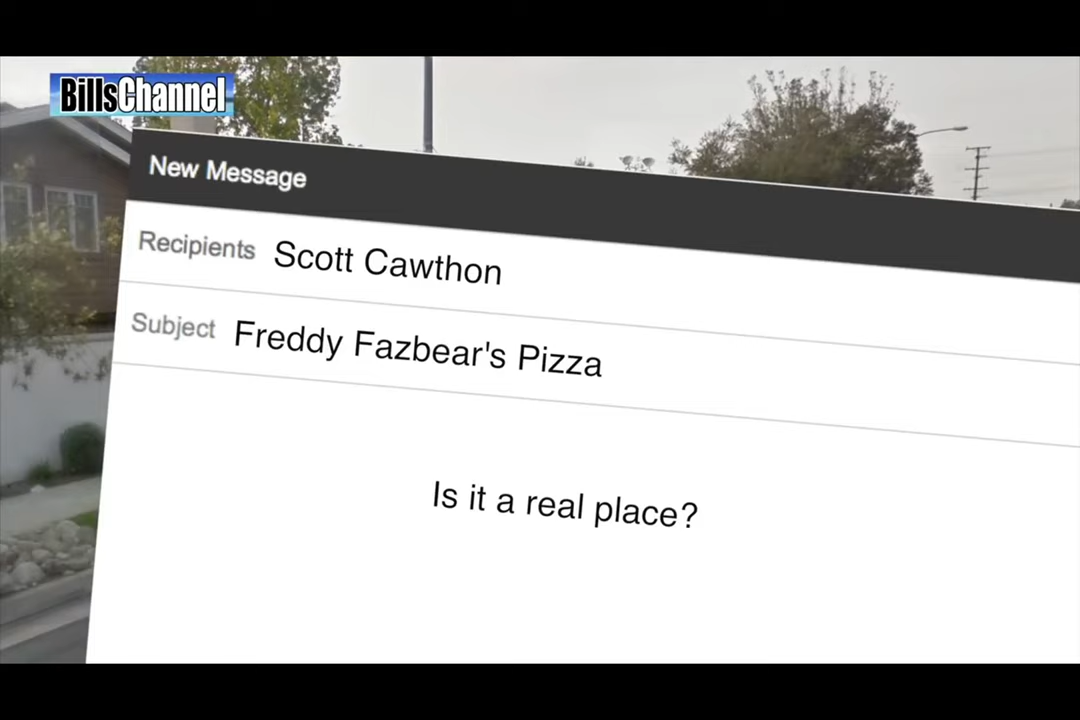 BillsChannel
New Message
Recipients Scott Cawthon
Subject Freddy Fazbear's Pizza
Is it a real place?